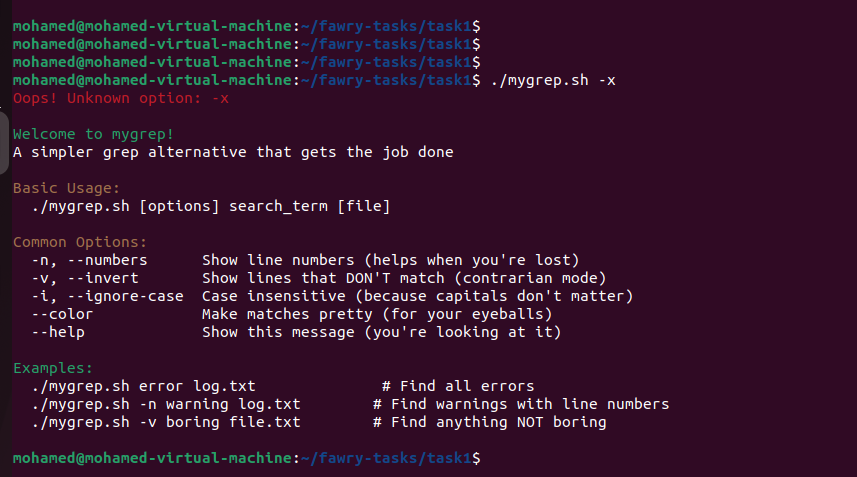 mohamed@mohamed-virtual-machine:~/fawry-tasks/task1$
mohamed@mohamed-virtual-machine:~/fawry-tasks/task1$
mohamed@mohamed-virtual-machine:~/fawry-tasks/task1$
mohamed@mohamed-virtual-machine:~/fawry-tasks/task1$ ./mygrep.sh -x
Oops! Unknown option: -x

Welcome to mygrep!
A simpler grep alternative that gets the job done

Basic Usage:
  ./mygrep.sh [options] search_term [file]

Common Options:
  -n, --numbers      Show line numbers (helps when you're lost)
  -v, --invert       Show lines that DON'T match (contrarian mode)
  -i, --ignore-case  Case insensitive (because capitals don't matter)
  --color            Make matches pretty (for your eyeballs)
  --help             Show this message (you're looking at it)

Examples:
  ./mygrep.sh error log.txt              # Find all errors
  ./mygrep.sh -n warning log.txt        # Find warnings with line numbers
  ./mygrep.sh -v boring file.txt        # Find anything NOT boring

mohamed@mohamed-virtual-machine:~/fawry-tasks/task1$